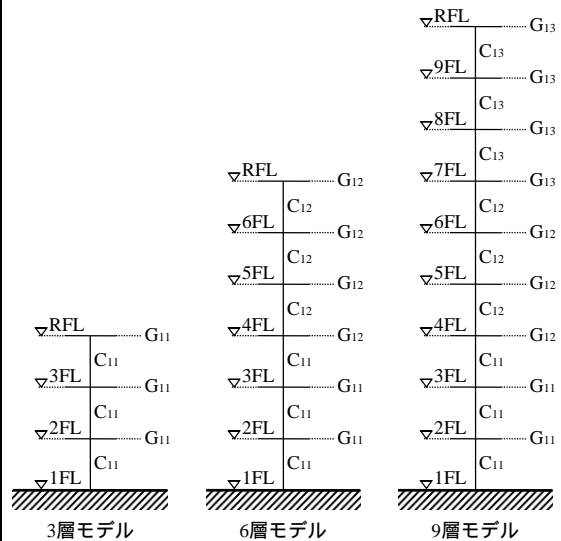 RFL G13
C13
9FL G13
C13
8FL G13
C13
7FL G13
C12
6FL G12
C12
5FL G12
C12
4FL G12
C11
3FL G11
C11
2FL G11
C11
1FL
9層モデル
RFL G12
C12
6FL G12
C12
5FL G12
C12
4FL G12
C11
3FL G11
C11
2FL G11
C11
1FL
6層モデル
RFL G11
C11
3FL G11
C11
2FL G11
C11
1FL
3層モデル